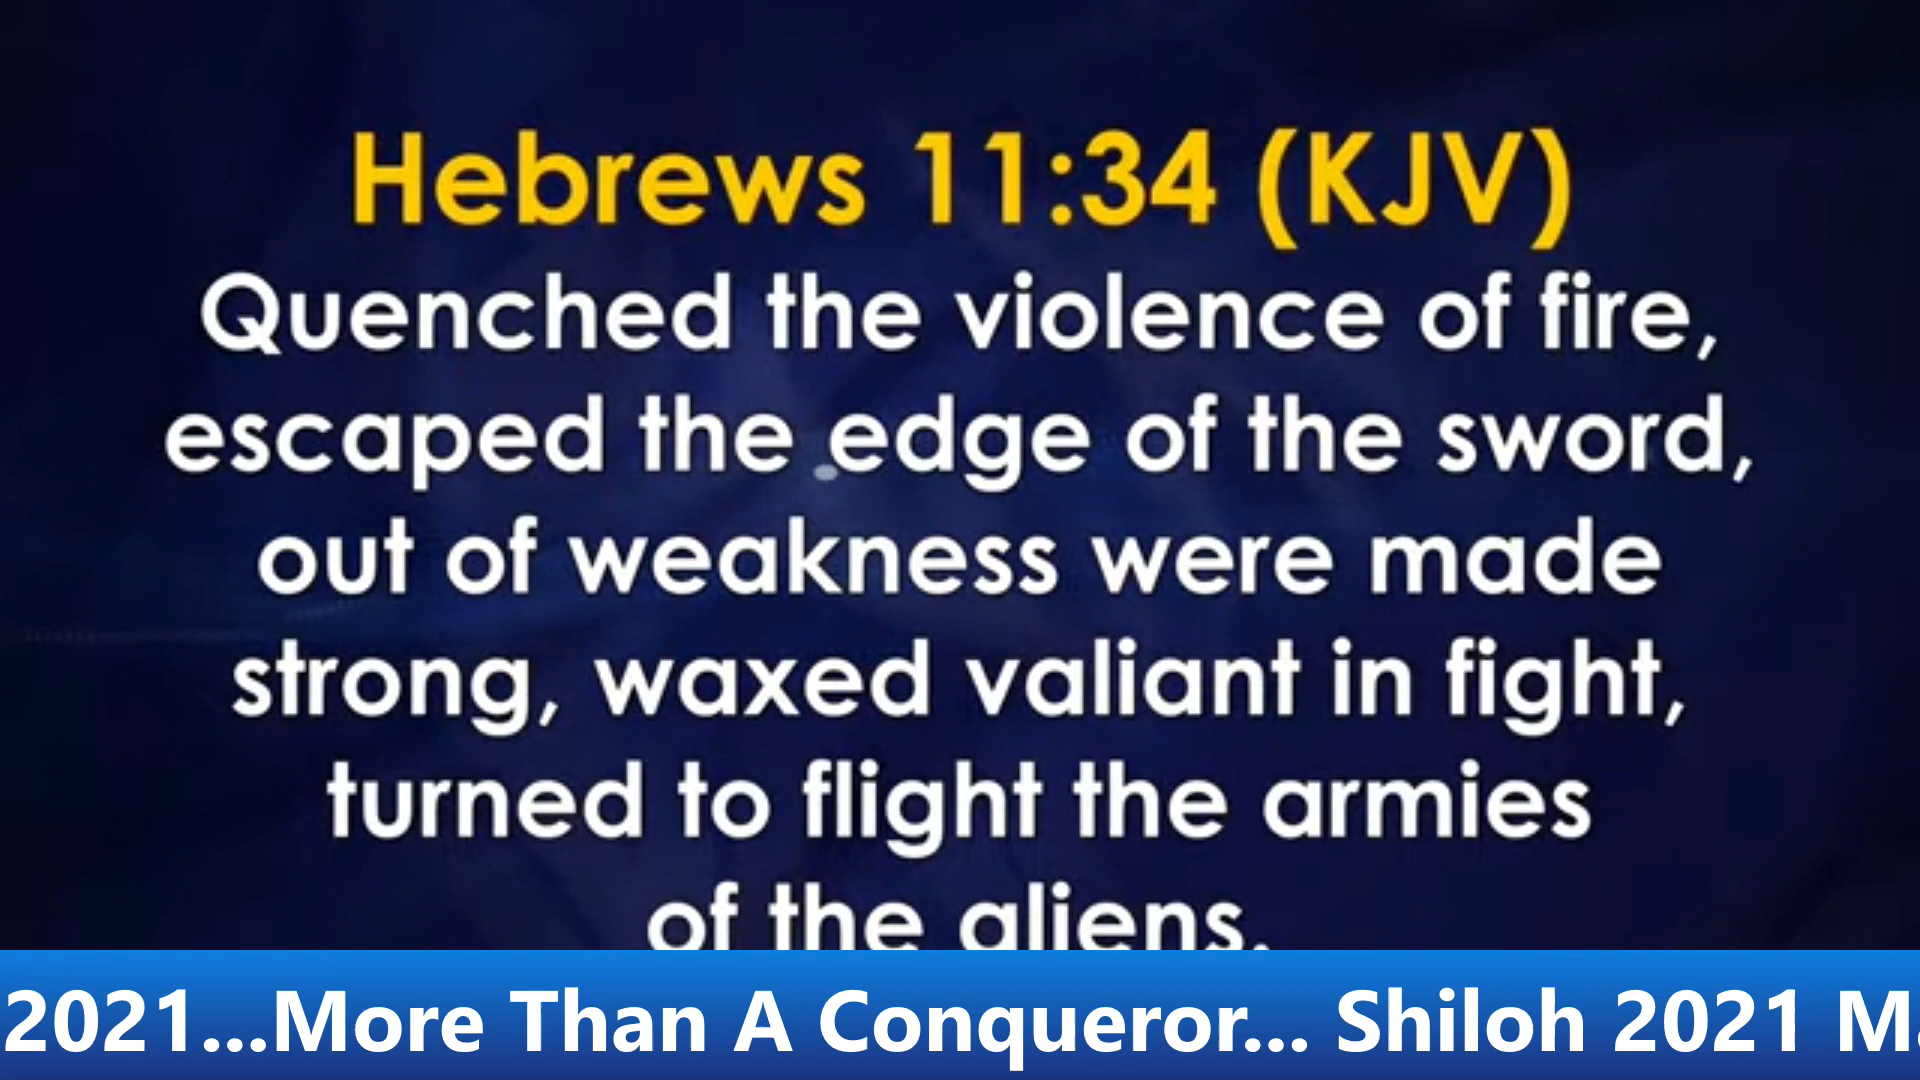 Hebrews 11:34 (KJV)
Quenched the violence of fire,
escaped the edge of the sword,
out of weakness were made
strong, waxed valiant in fight,
turned to flight the armies
of the aliens.
2021...More Than A Conqueror... Shiloh 2021